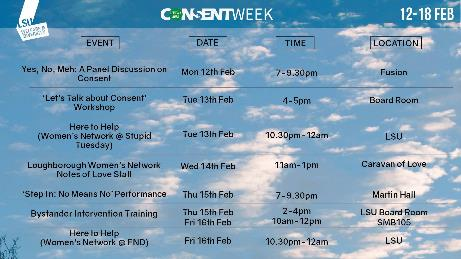 LSU
CONSENTWEEK
12-18 FEB
EVENT DATE TIME LOCATION
Yes, No, Meh: A Panel Discussion on
Consent
Mon 12th Feb
7-9.30pm
Fusion
'Let's Talk about Consent'
Workshop
Tue 13th Feb
4-5pm
Board Room
Here to Help
(Women's Network @ Stupid
Tuesday)
Tue 13th Feb
10.30pm-12am
LSU
Loughborough Women's Network
Notes of Love Stall
Wed 14th Feb
11am-1pm
Caravan of Love
'Step In: No Means No' Performance
Thu 15th Feb
7-9.30pm
Martin Hall
Bystander Intervention Training
Thu 15th Feb
Fri 16th Feb
2-4pm
10am-12pm
LSU Board Room
SMB105
Here to Help
(Women's Network @ FND)
Fri 16th Feb
10.30pm-12am
LSU